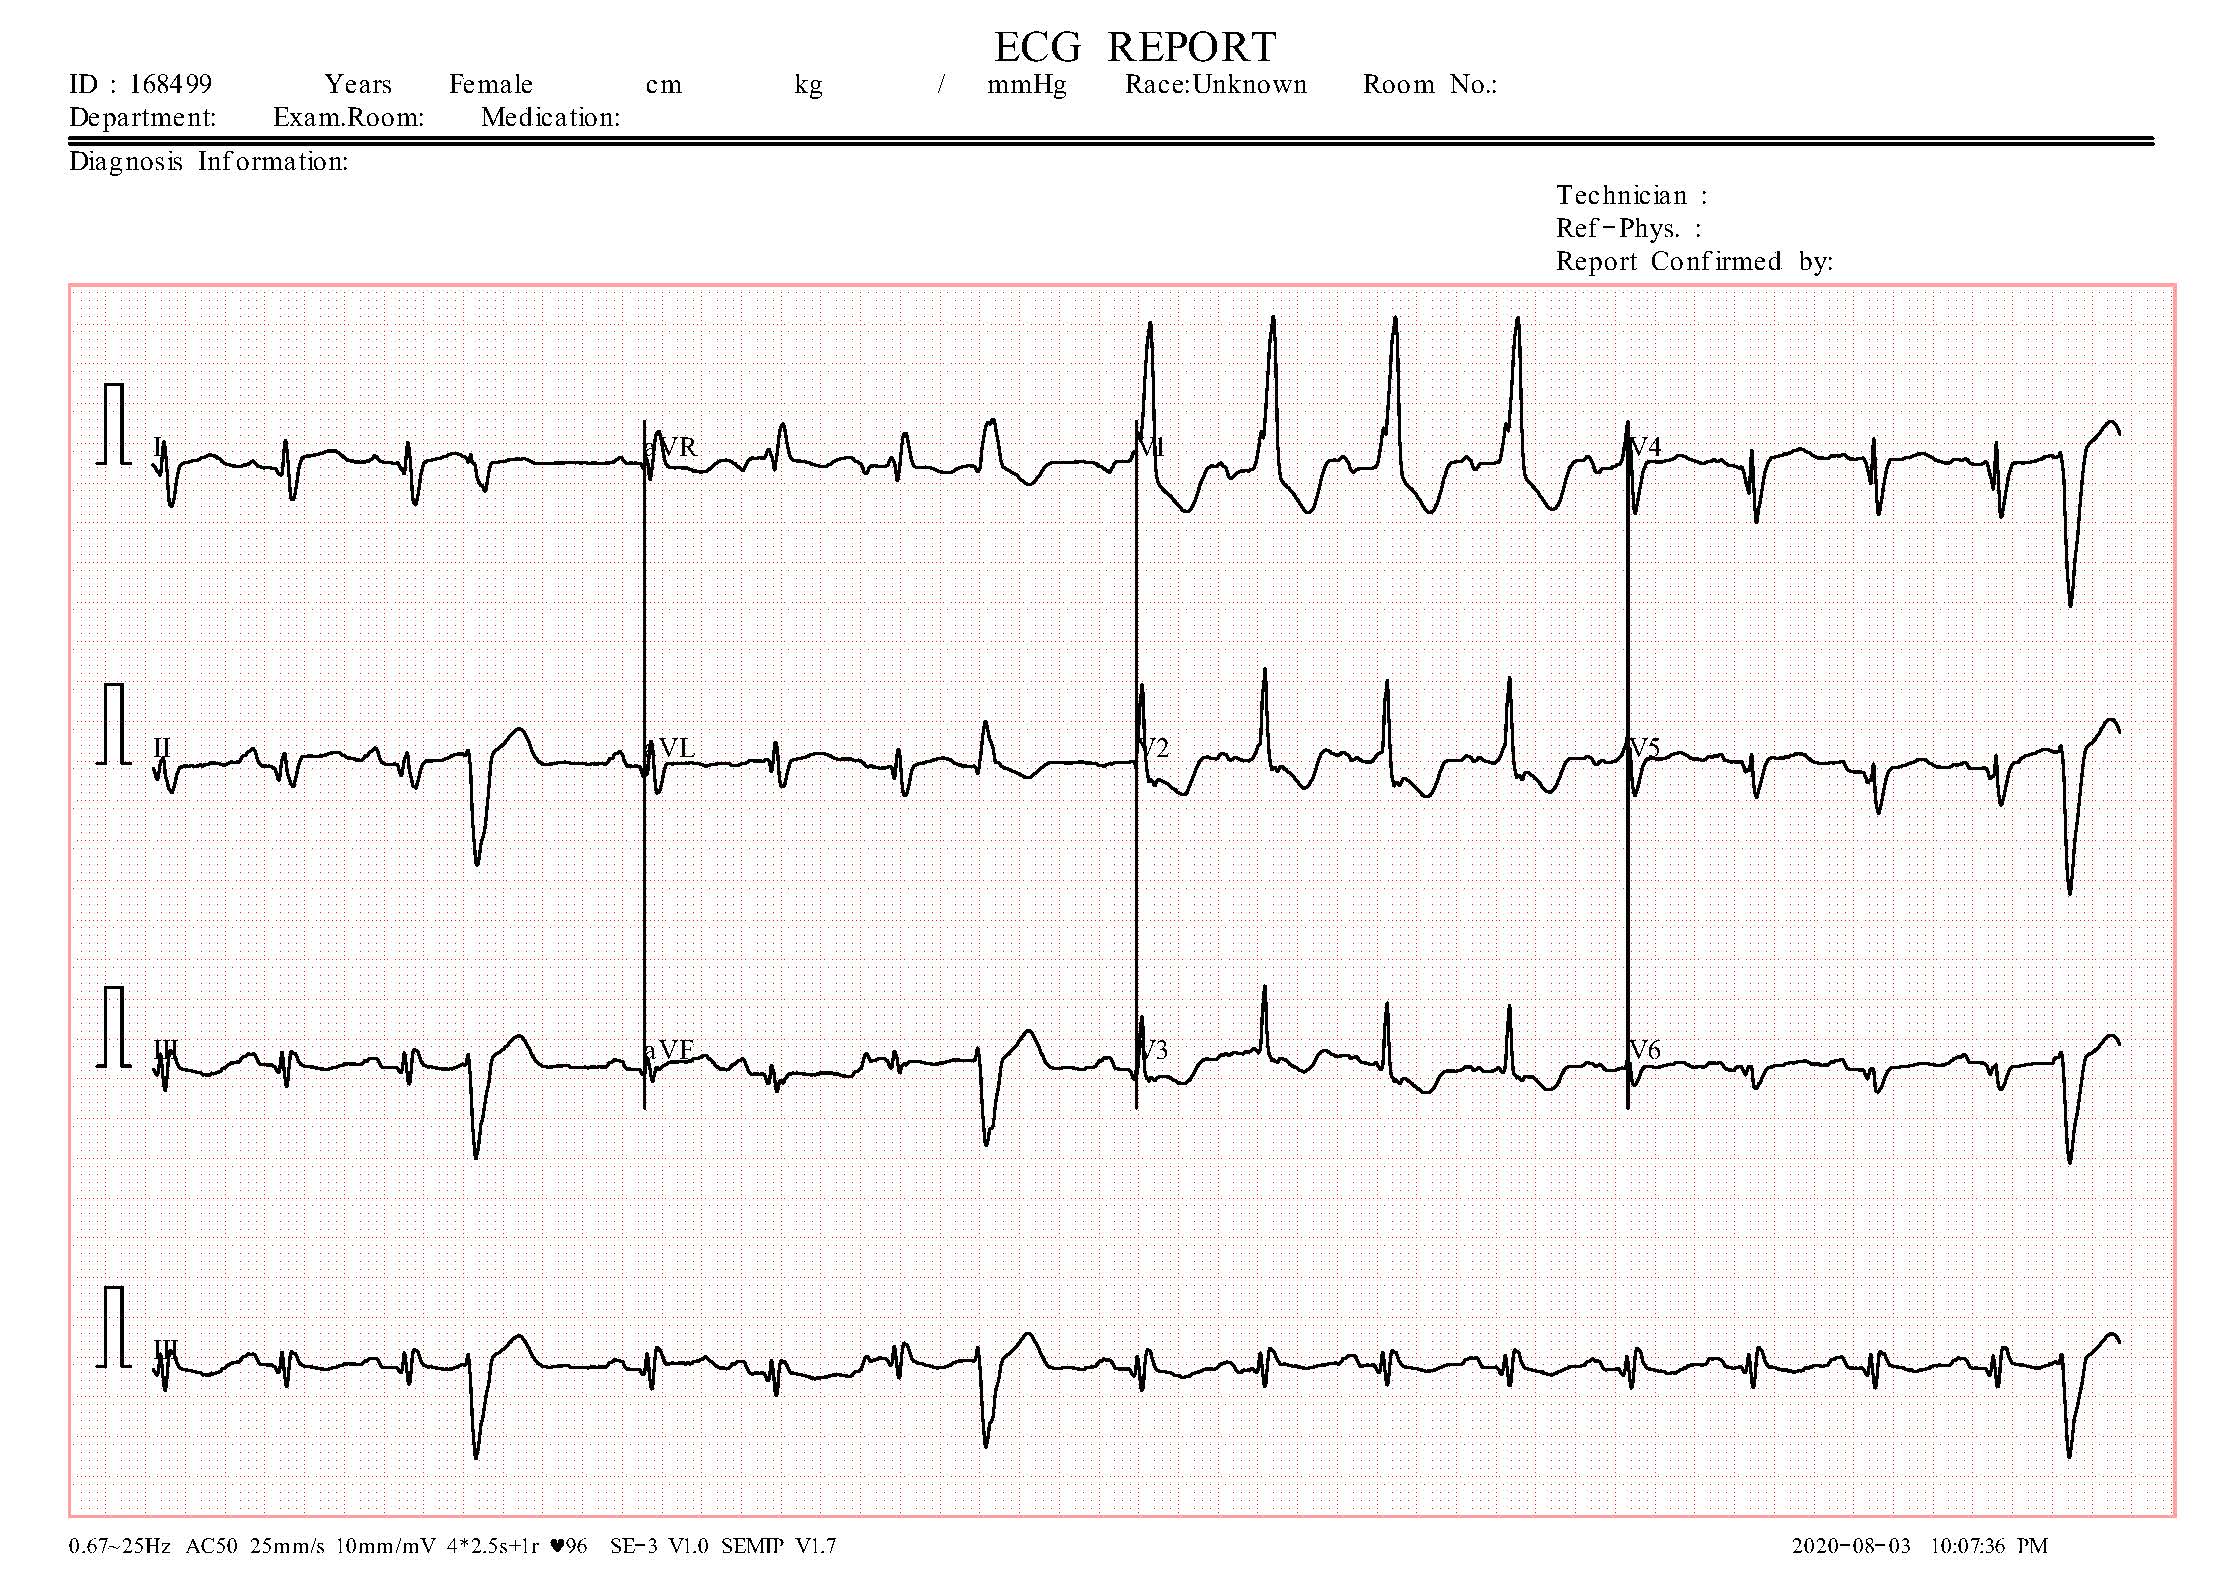 ECG REPORT
ID : 168499 Years Female cm kg / mmHg Race:Unknown Room No.:
Department: Exam.Room: Medication:
Diagnosis Information:
Technician :
Ref-Phys. :
Report Confirmed by:
I aVR V1 V4
II aVL V2 V5
III aVF V3 V6
III
0.67~25Hz AC50 25mm/s 10mm/mV 4*2.5s+1r ♥96 SE-3 V1.0 SEMIP V1.7 2020-08-03 10:07:36 PM